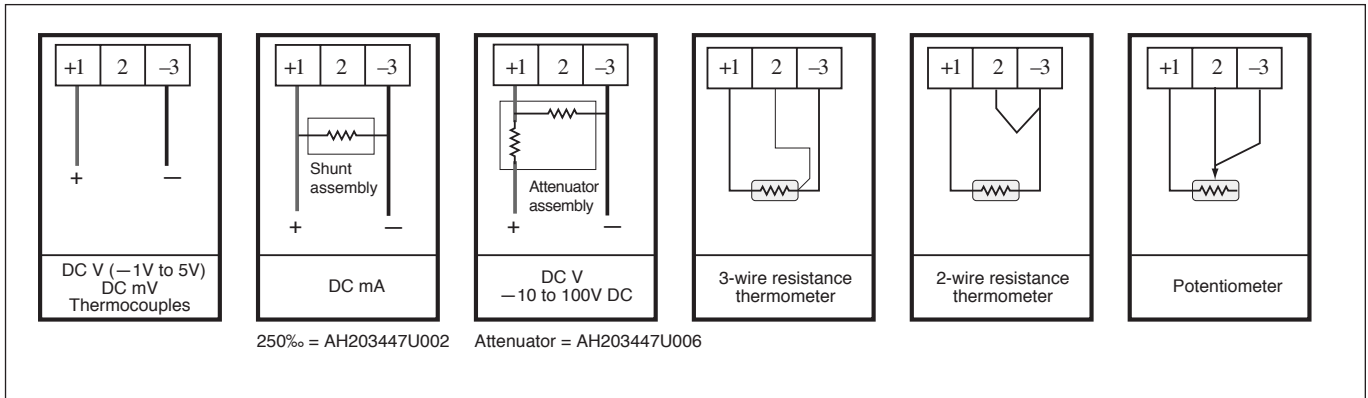 +1 2 –3
+ —
DC V (—1V to 5V)
DC mV
Thermocouples
+1 2 –3
Shunt
assembly
+ —
DC mA
250‰ = AH203447U002
+1 2 –3
Attenuator
assembly
+ —
DC V
—10 to 100V DC
Attenuator = AH203447U006
+1 2 –3
3-wire resistance
thermometer
+1 2 –3
2-wire resistance
thermometer
+1 2 –3
Potentiometer